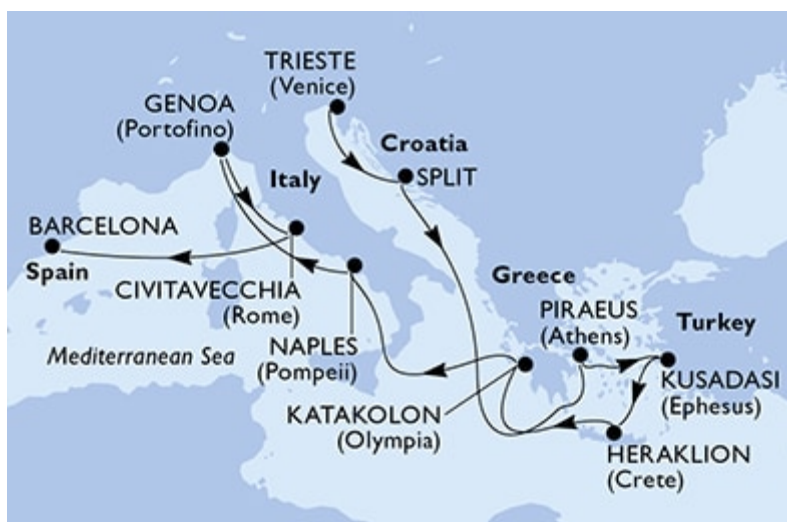 TRIESTE
(Venice)
GENOA
(Portofino)
Croatia
Italy
SPLIT
BARCELONA
Spain
CIVITAVECCHIA
(Rome)
Greece
PIRAEUS
(Athens)
Turkey
Mediterranean Sea
NAPLES
(Pompeii)
KUSADASI
(Ephesus)
KATAKOLON
(Olympia)
HERAKLION
(Crete)